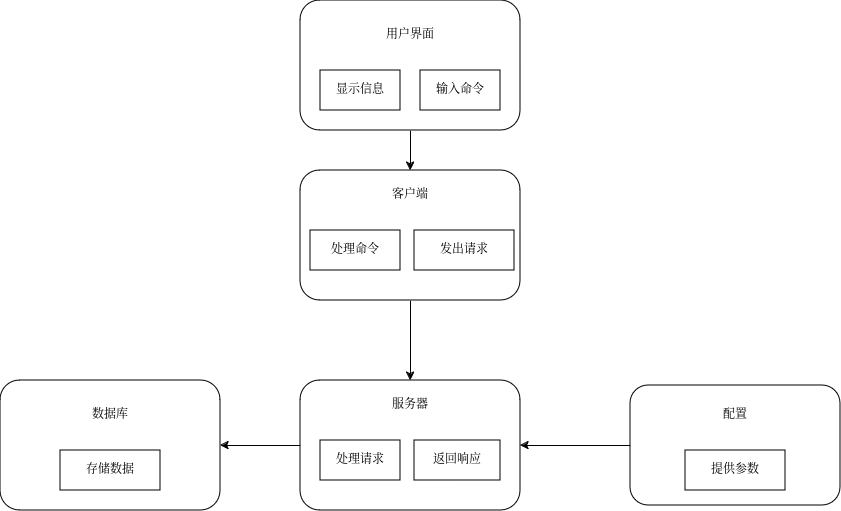 用户界面
显示信息
输入命令
客户端
处理命令
发出请求
数据库
存储数据
服务器
处理请求
返回响应
配置
提供参数